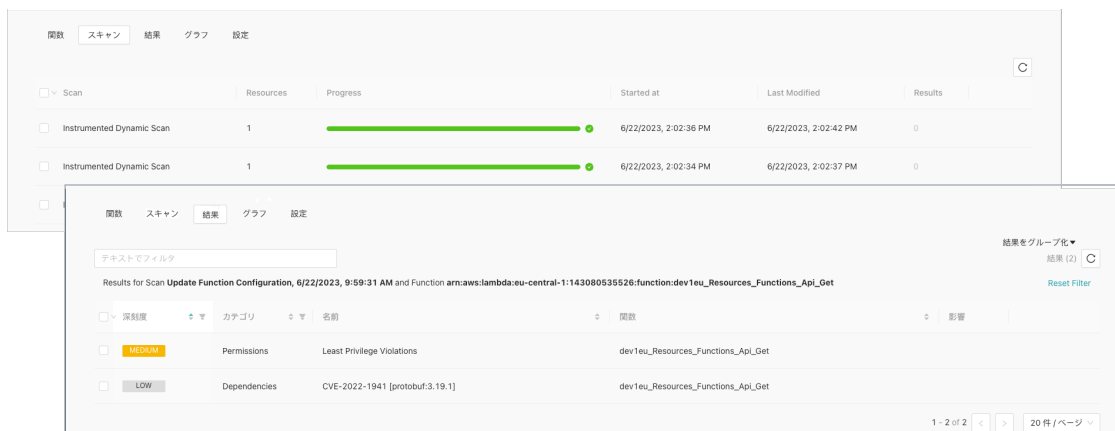 関数 スキャン 結果 グラフ 設定
Scan Resources Progress Started at Last Modified Results
Instrumented Dynamic Scan 1 6/22/2023, 2:02:36 PM 6/22/2023, 2:02:42 PM 0
Instrumented Dynamic Scan 1 6/22/2023, 2:02:34 PM 6/22/2023, 2:02:37 PM 0
関数 スキャン 結果 グラフ 設定
結果をグループ化▼
テキストでフィルタ
結果 (2)
Results for Scan Update Function Configuration, 6/22/2023, 9:59:31 AM and Function arn:aws:lambda:eu-central-1:143080535526:function:dev1eu_Resources_Functions_Api_Get
Reset Filter
深刻度 カテゴリ 名前 関数 影響
MEDIUM Permissions Least Privilege Violations dev1eu_Resources_Functions_Api_Get
LOW Dependencies CVE-2022-1941 [protobuf:3.19.1] dev1eu_Resources_Functions_Api_Get
1 - 2 of 2 < > 20 件 / ページ